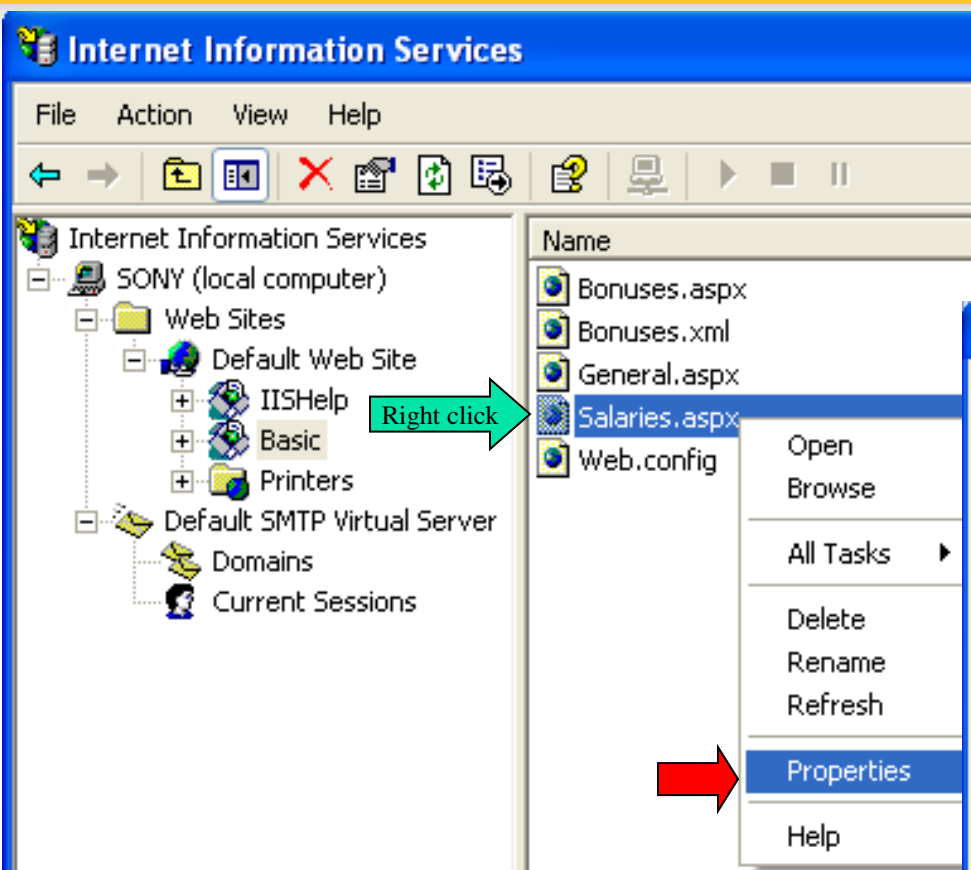 Internet Information Services
File Action View Help
Internet Information Services
SONY (local computer)
Web Sites
Default Web Site
IISHelp
Basic
Printers
Default SMTP Virtual Server
Domains
Current Sessions
Right click
Name
Bonuses.aspx
Bonuses.xml
General.aspx
Salaries.aspx
Web.config
Open
Browse
All Tasks
Delete
Rename
Refresh
Properties
Help